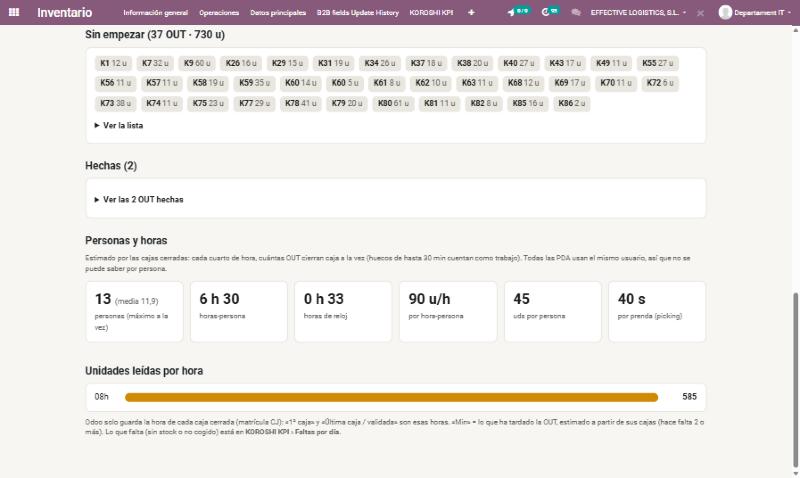 Inventario Información general Operaciones Datos principales B2B fields Update History KOROSHI KPI + EFFECTIVE LOGISTICS, S.L. Departament IT
Sin empezar (37 OUT · 730 u)
K1 12 u K7 32 u K9 60 u K26 16 u K29 15 u K31 19 u K34 26 u K37 18 u K38 20 u K40 27 u K43 17 u K49 11 u K55 27 u
K56 11 u K57 11 u K58 19 u K59 35 u K60 14 u K60 5 u K61 8 u K62 10 u K63 11 u K68 12 u K69 17 u K70 11 u K72 6 u
K73 38 u K74 11 u K75 23 u K77 29 u K78 41 u K79 20 u K80 61 u K81 11 u K82 8 u K85 16 u K86 2 u
▶ Ver la lista
Hechas (2)
▶ Ver las 2 OUT hechas
Personas y horas
Estimado por las cajas cerradas: cada cuarto de hora, cuántas OUT cierran caja a la vez (huecos de hasta 30 min cuentan como trabajo). Todas las PDA usan el mismo usuario, así que no se
puede saber por persona.
13 (media 11,9) 6 h 30 0 h 33 90 u/h 45 40 s
personas (máximo a la horas-persona horas de reloj por hora-persona uds por persona por prenda (picking)
vez)
Unidades leídas por hora
08h 585
Odoo solo guarda la hora de cada caja cerrada (matrícula CJ): «1ª caja» y «Última caja / validada» son esas horas. «Min» = lo que ha tardado la OUT, estimado a partir de sus cajas (hace falta 2 o
más). Lo que falta (sin stock o no cogido) está en KOROSHI KPI › Faltas por día.